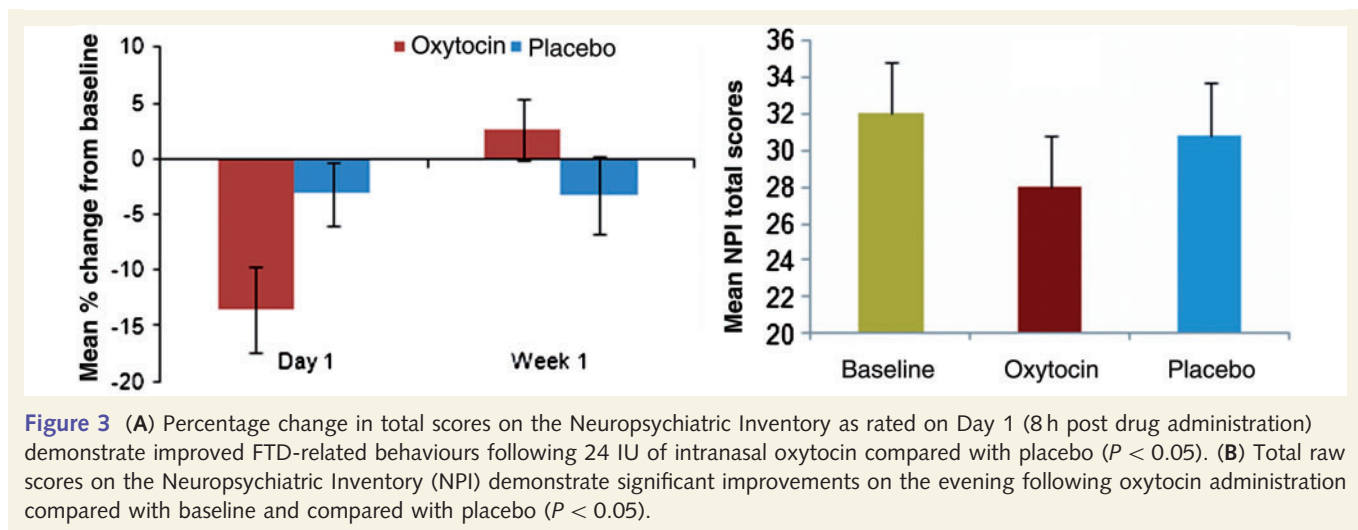 Mean % change from baseline
10
5
0
-5
-10
-15
-20
Oxytocin Placebo
Day 1 Week 1
Mean NPI total scores
36
34
32
30
28
26
24
22
20
Baseline Oxytocin Placebo
Figure 3 (A) Percentage change in total scores on the Neuropsychiatric Inventory as rated on Day 1 (8 h post drug administration)
demonstrate improved FTD-related behaviours following 24 IU of intranasal oxytocin compared with placebo (P < 0.05). (B) Total raw
scores on the Neuropsychiatric Inventory (NPI) demonstrate significant improvements on the evening following oxytocin administration
compared with baseline and compared with placebo (P < 0.05).